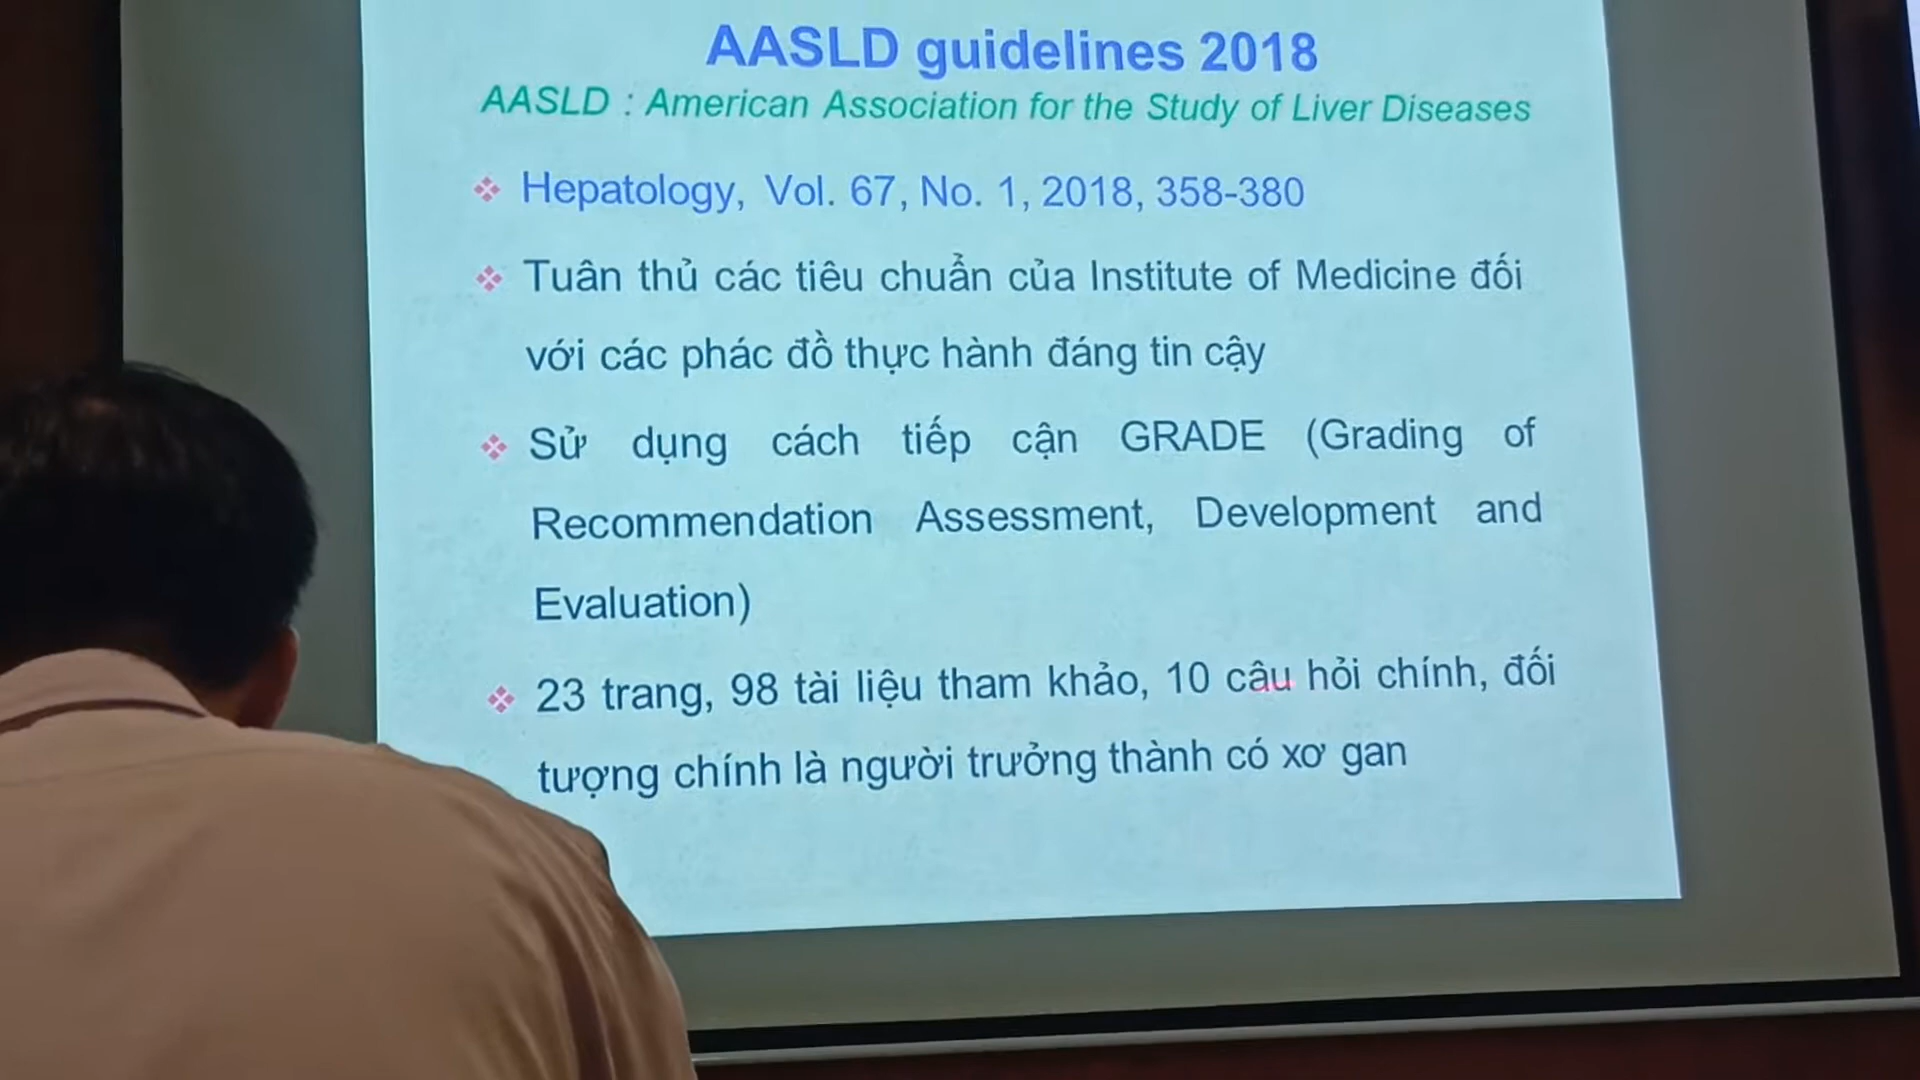 AASLD guidelines 2018
AASLD : American Association for the Study of Liver Diseases
Hepatology, Vol. 67, No. 1, 2018, 358-380
Tuân thủ các tiêu chuẩn của Institute of Medicine đối
với các phác đồ thực hành đáng tin cậy
Sử dụng cách tiếp cận GRADE (Grading of
Recommendation Assessment, Development and
Evaluation)
23 trang, 98 tài liệu tham khảo, 10 câu hỏi chính, đối
tượng chính là người trưởng thành có xơ gan